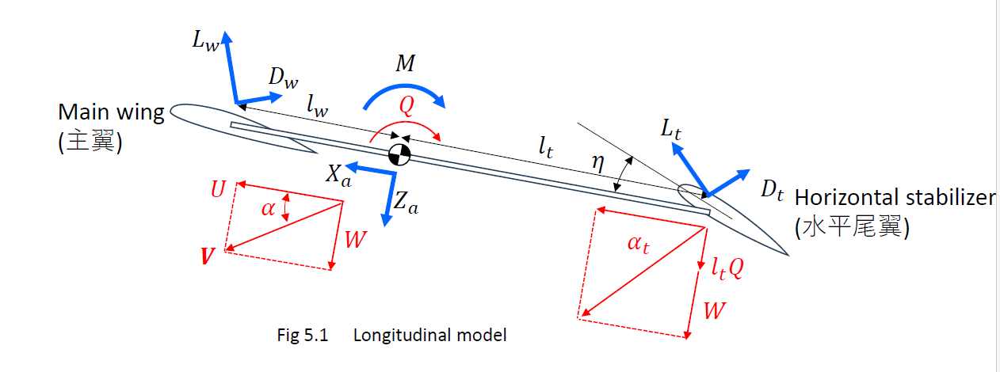 L_w
D_w
M
Main wing
(主翼)
l_w
Q
L_t
l_t
η
X_a
D_t
Horizontal stabilizer
(水平尾翼)
U
α
Z_a
W
α_t
V
l_tQ
W
Fig 5.1 Longitudinal model